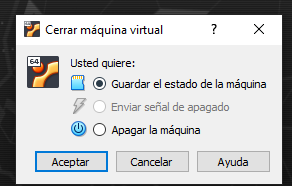 Cerrar máquina virtual
64
Usted quiere:
Guardar el estado de la máquina
Enviar señal de apagado
Apagar la máquina
Aceptar
Cancelar
Ayuda